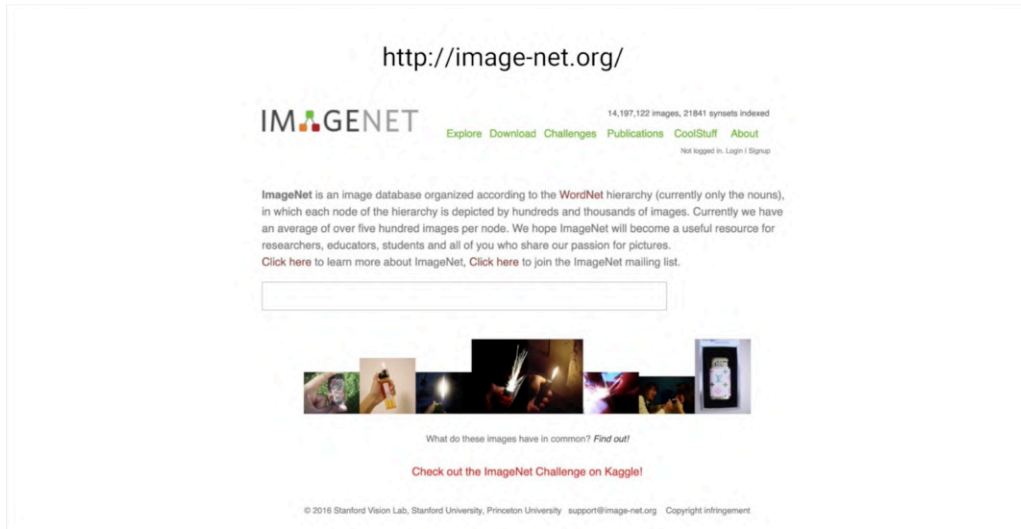 http://image-net.org/
IMAGENET
14,197,122 images, 21841 synsets indexed
Explore Download Challenges Publications CoolStuff About
Not logged in. Login I Signup
ImageNet is an image database organized according to the WordNet hierarchy (currently only the nouns),
in which each node of the hierarchy is depicted by hundreds and thousands of images. Currently we have
an average of over five hundred images per node. We hope ImageNet will become a useful resource for
researchers, educators, students and all of you who share our passion for pictures.
Click here to learn more about ImageNet, Click here to join the ImageNet mailing list.
What do these images have in common? Find out!
Check out the ImageNet Challenge on Kaggle!
© 2016 Stanford Vision Lab, Stanford University, Princeton University support@image-net.org Copyright infringement